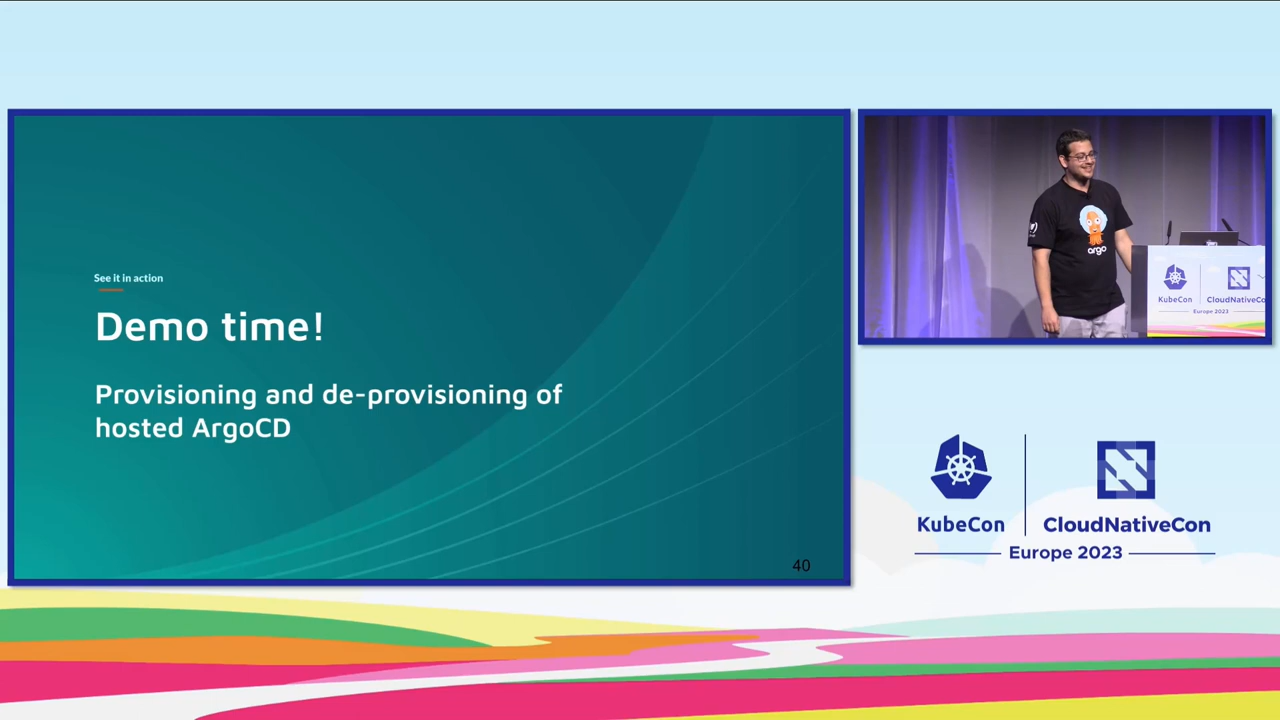 See it in action
Demo time!
Provisioning and de-provisioning of
hosted ArgoCD
40
argo
KubeCon
CloudNativeCo
Europe 2023
KubeCon
CloudNativeCon
Europe 2023